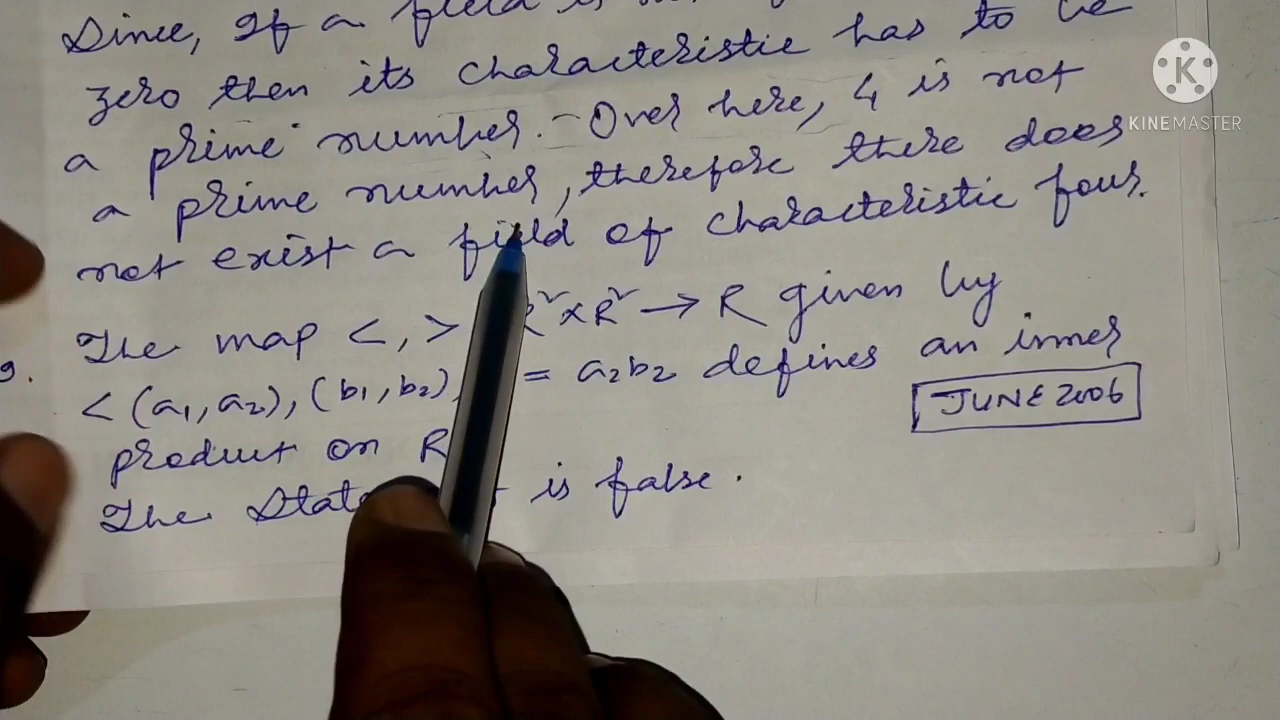 Since, If a field is
zero then its characteristic has to be
a prime number. Over here, 4 is not
a prime number, therefore there does
not exist a field of characteristic four.
9. The map <,> R²xR² → R given by
<(a1,a2),(b1,b2) = a2b2 defines an inner
product on R
JUNE 2006
The State is false.
KINEMASTER